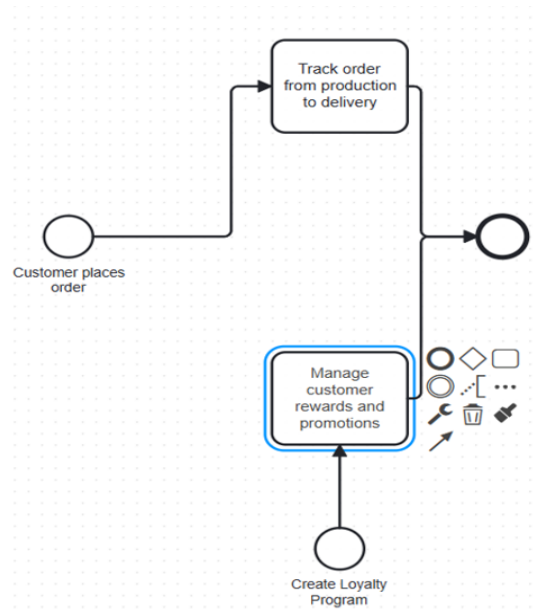 Track order
from production
to delivery
Customer places
order
Manage
customer
rewards and
promotions
Create Loyalty
Program